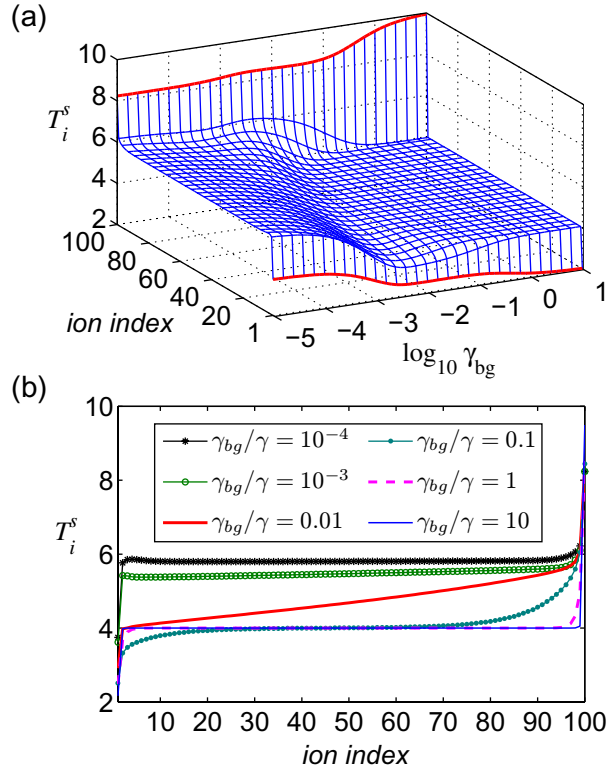 (a)
10
8
6
4
2
T_i^s
100
80
60
40
20
1
ion index
−5
−4
−3
−2
−1
0
1
log₁₀ γ_bg
(b)
10
8
6
4
2
T_i^s
γ_bg/γ = 10⁻⁴
γ_bg/γ = 0.1
γ_bg/γ = 10⁻³
γ_bg/γ = 1
γ_bg/γ = 0.01
γ_bg/γ = 10
10 20 30 40 50 60 70 80 90 100
ion index